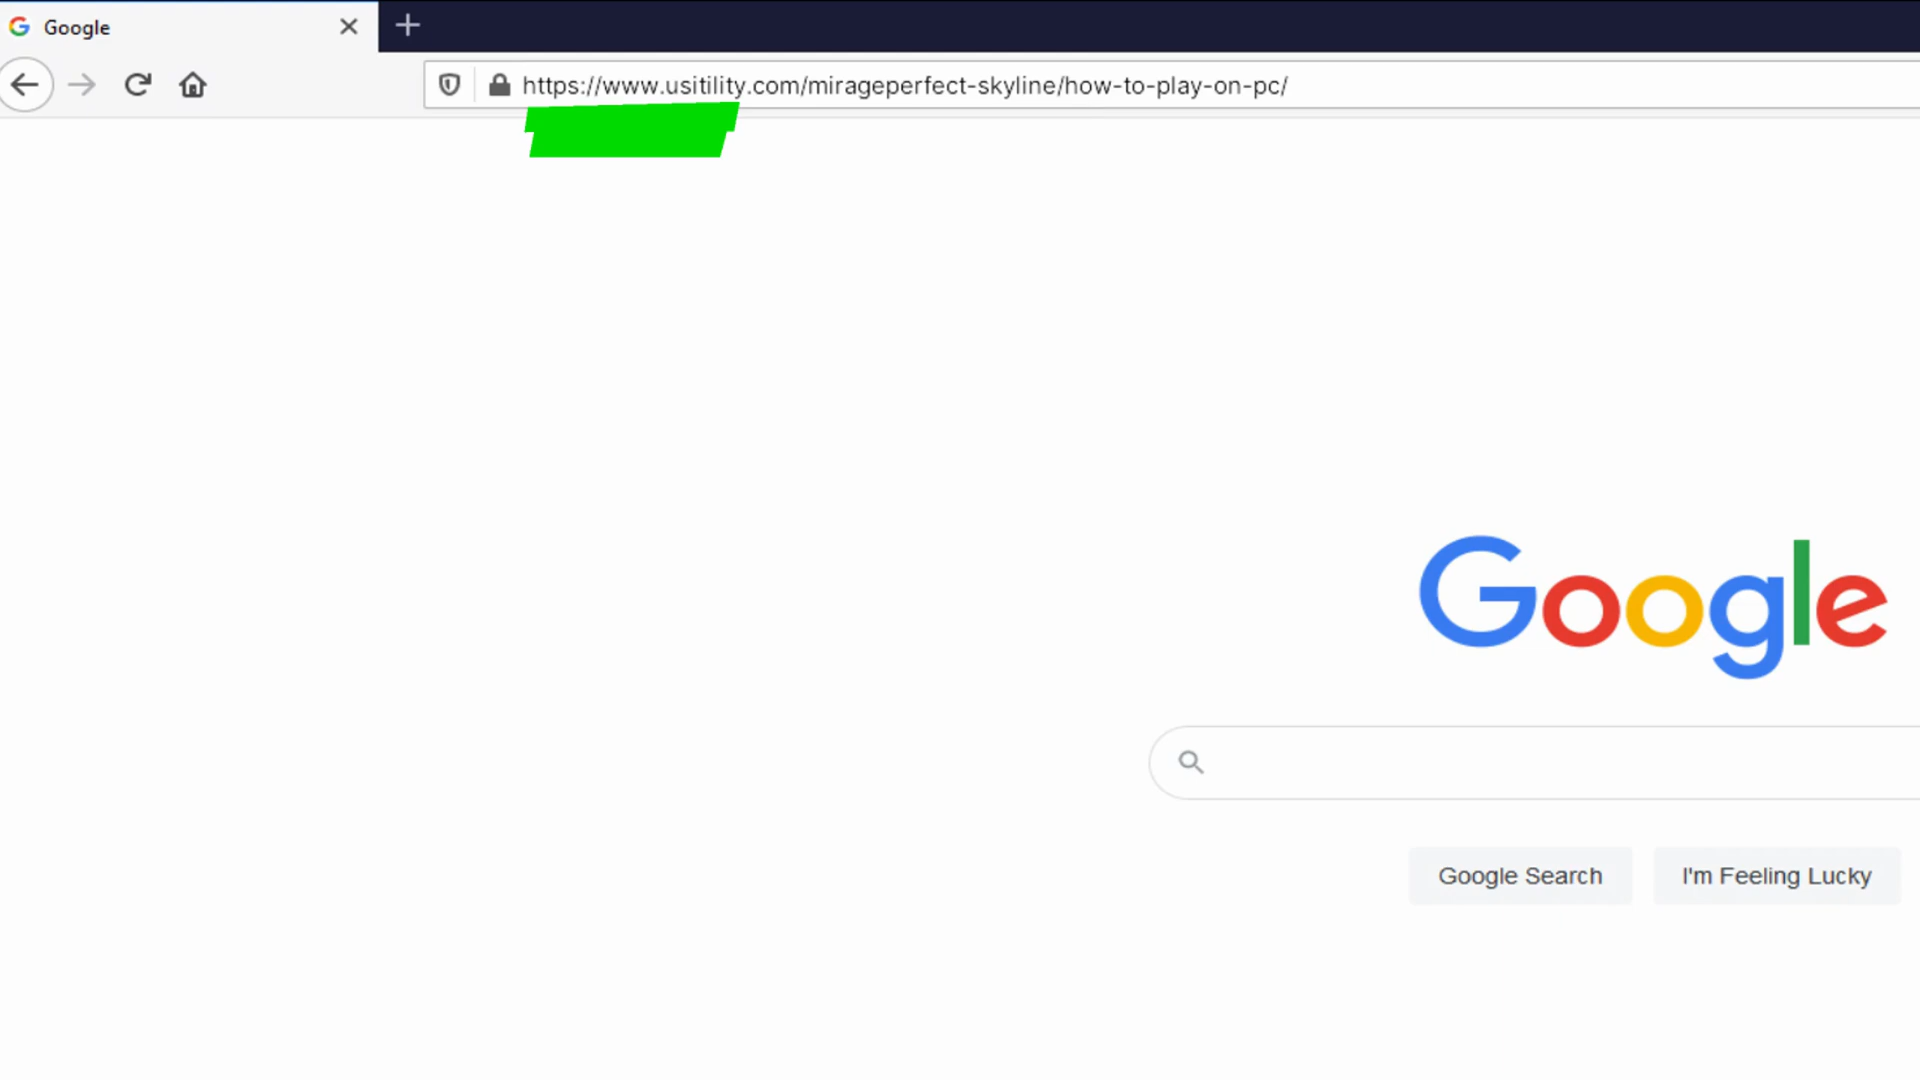 Google
https://www.usitility.com/mirageperfect-skyline/how-to-play-on-pc/
Google
Google Search
I'm Feeling Lucky